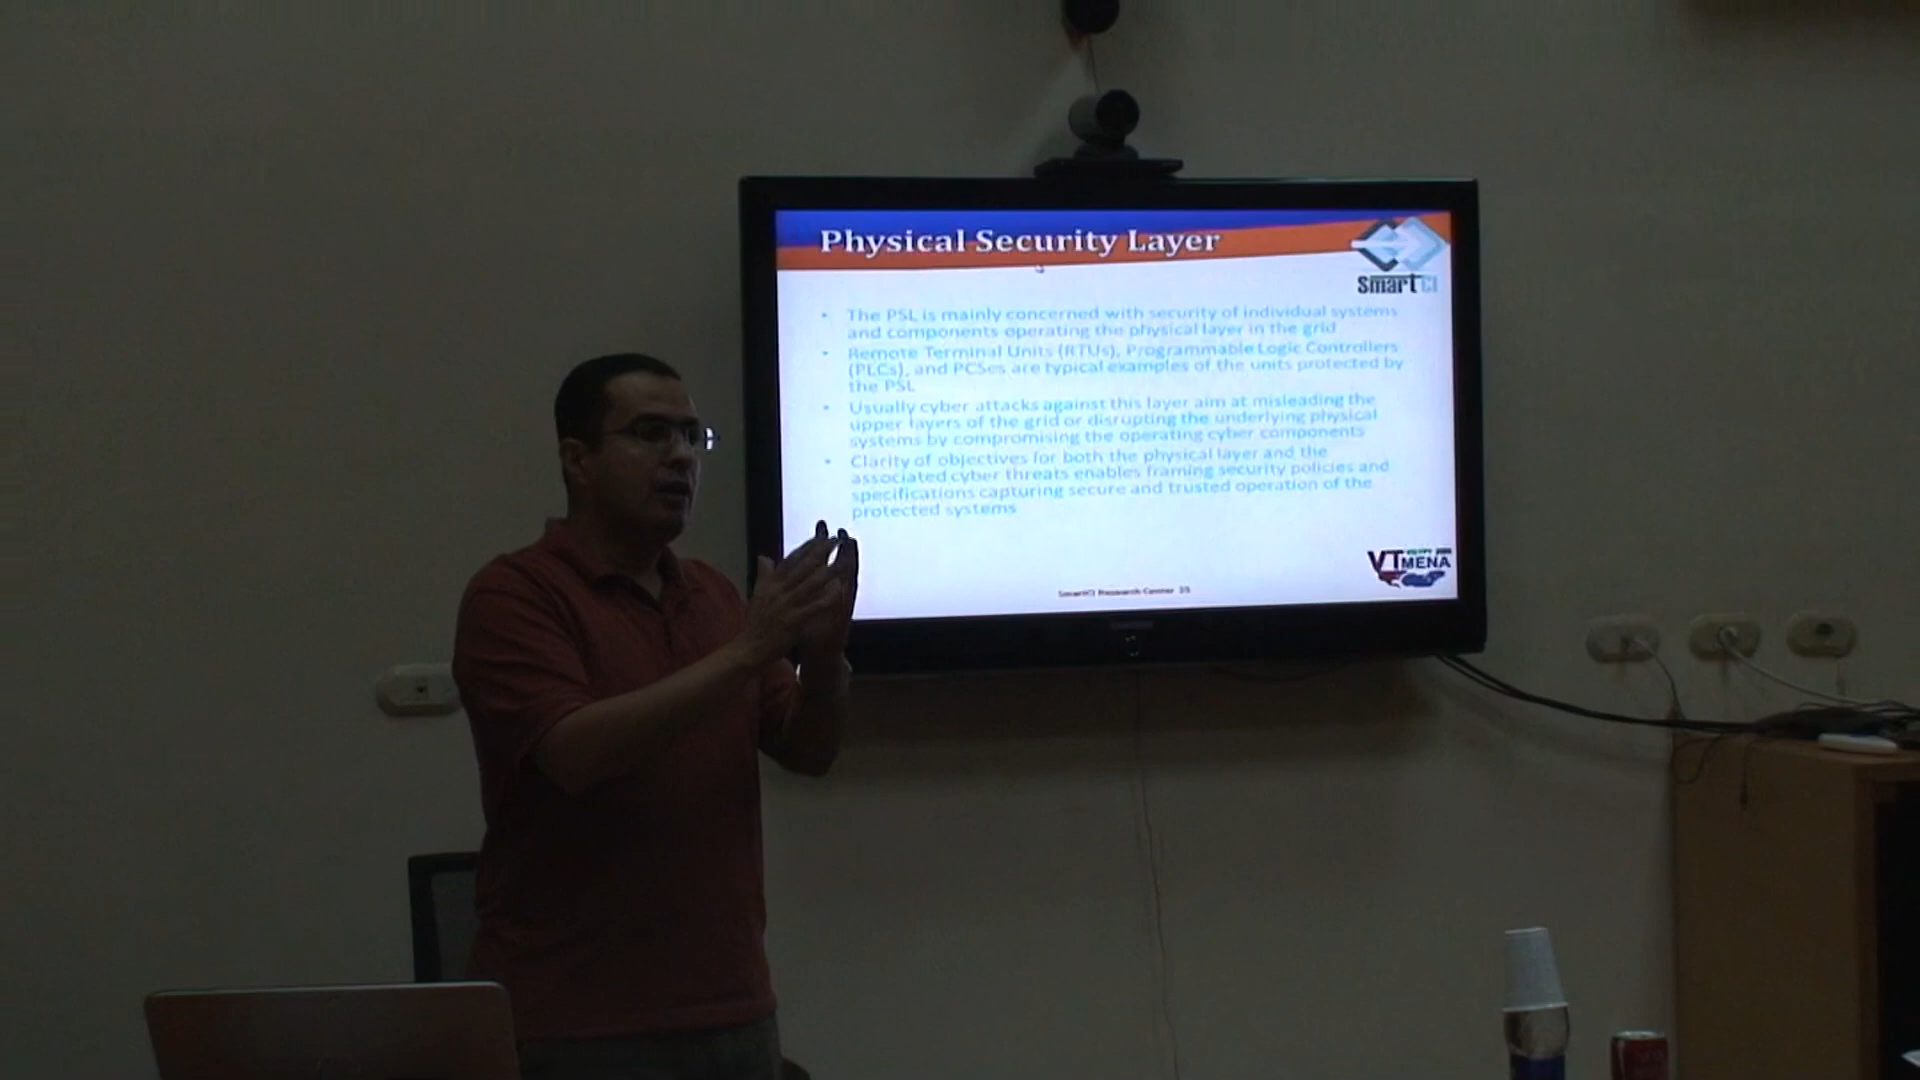 Physical Security Layer
SmartCI
• The PSL is mainly concerned with security of individual systems
and components operating the physical layer in the grid
• Remote Terminal Units (RTUs), Programmable Logic Controllers
(PLCs), and PCSes are typical examples of the units protected by
the PSL
• Usually cyber attacks against this layer aim at misleading the
upper layers of the grid or disrupting the underlying physical
systems by compromising the operating cyber components
• Clarity of objectives for both the physical layer and the
associated cyber threats enables framing security policies and
specifications capturing secure and trusted operation of the
protected systems
VT MENA
SmartCI Research Center